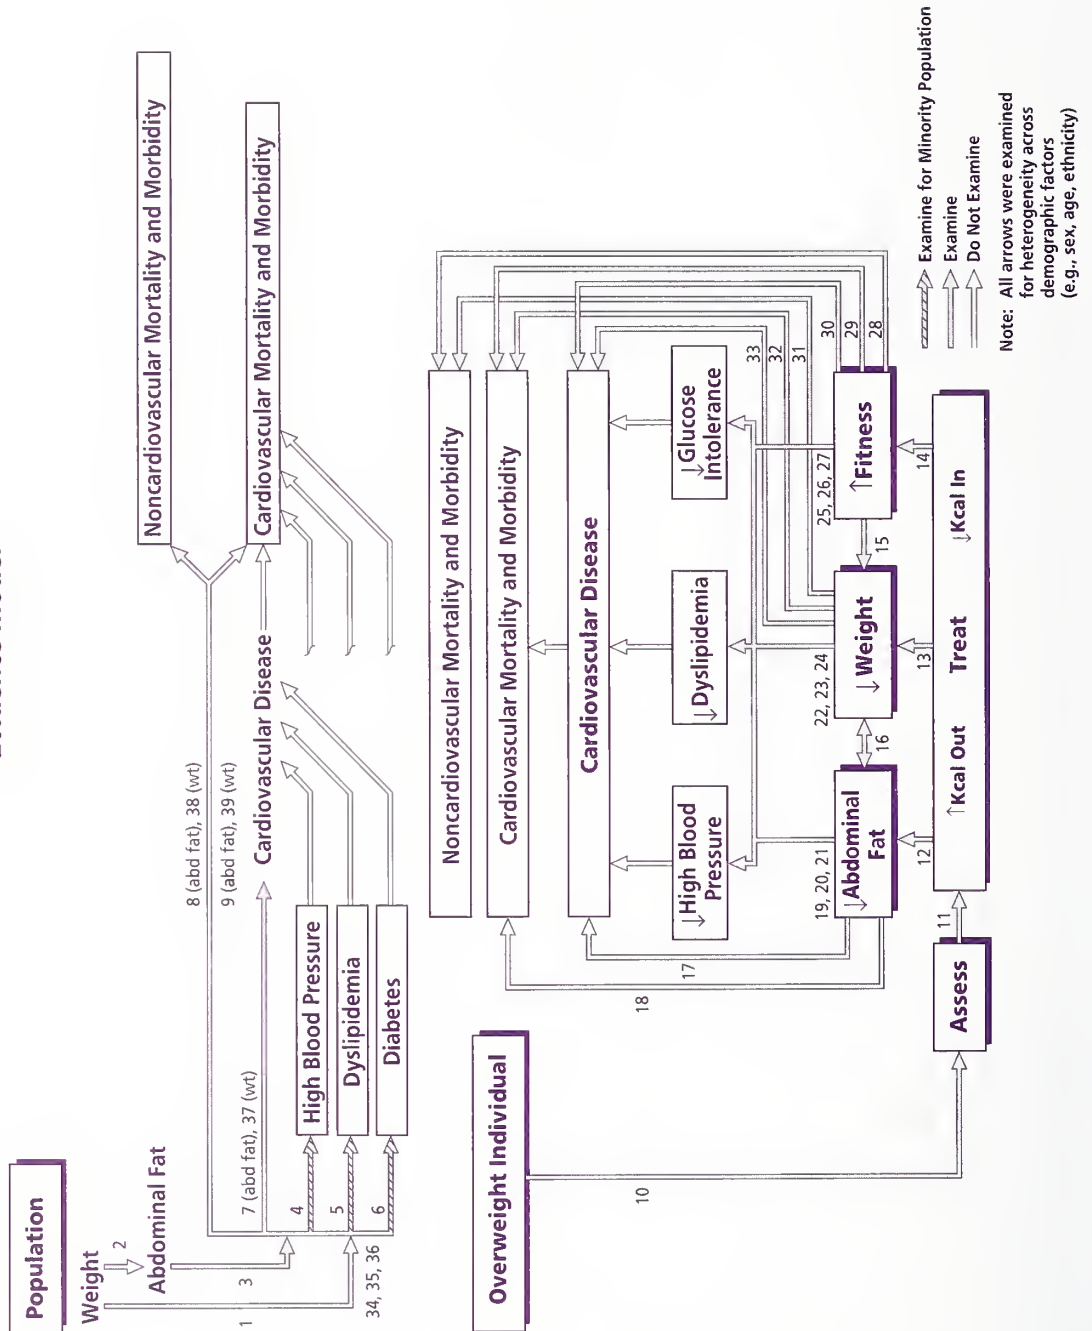 Population
Weight
2
Abdominal Fat
1
3
34, 35, 36
4
5
6
7 (abd fat), 37 (wt)
8 (abd fat), 38 (wt)
9 (abd fat), 39 (wt)
High Blood Pressure
Dyslipidemia
Diabetes
Cardiovascular Disease
Noncardiovascular Mortality and Morbidity
Cardiovascular Mortality and Morbidity
Overweight Individual
10
Assess
11
Noncardiovascular Mortality and Morbidity
Cardiovascular Mortality and Morbidity
Cardiovascular Disease
18
17
↓High Blood
Pressure
↓Dyslipidemia
↓Glucose
Intolerance
19, 20, 21
22, 23, 24
25, 26, 27
33
32
31
30
29
28
↓Abdominal
Fat
16
↓Weight
15
↑Fitness
12
13
14
↑Kcal Out
Treat
↓Kcal In
Examine for Minority Population
Examine
Do Not Examine
Note: All arrows were examined
for heterogeneity across
demographic factors
(e.g., sex, age, ethnicity)